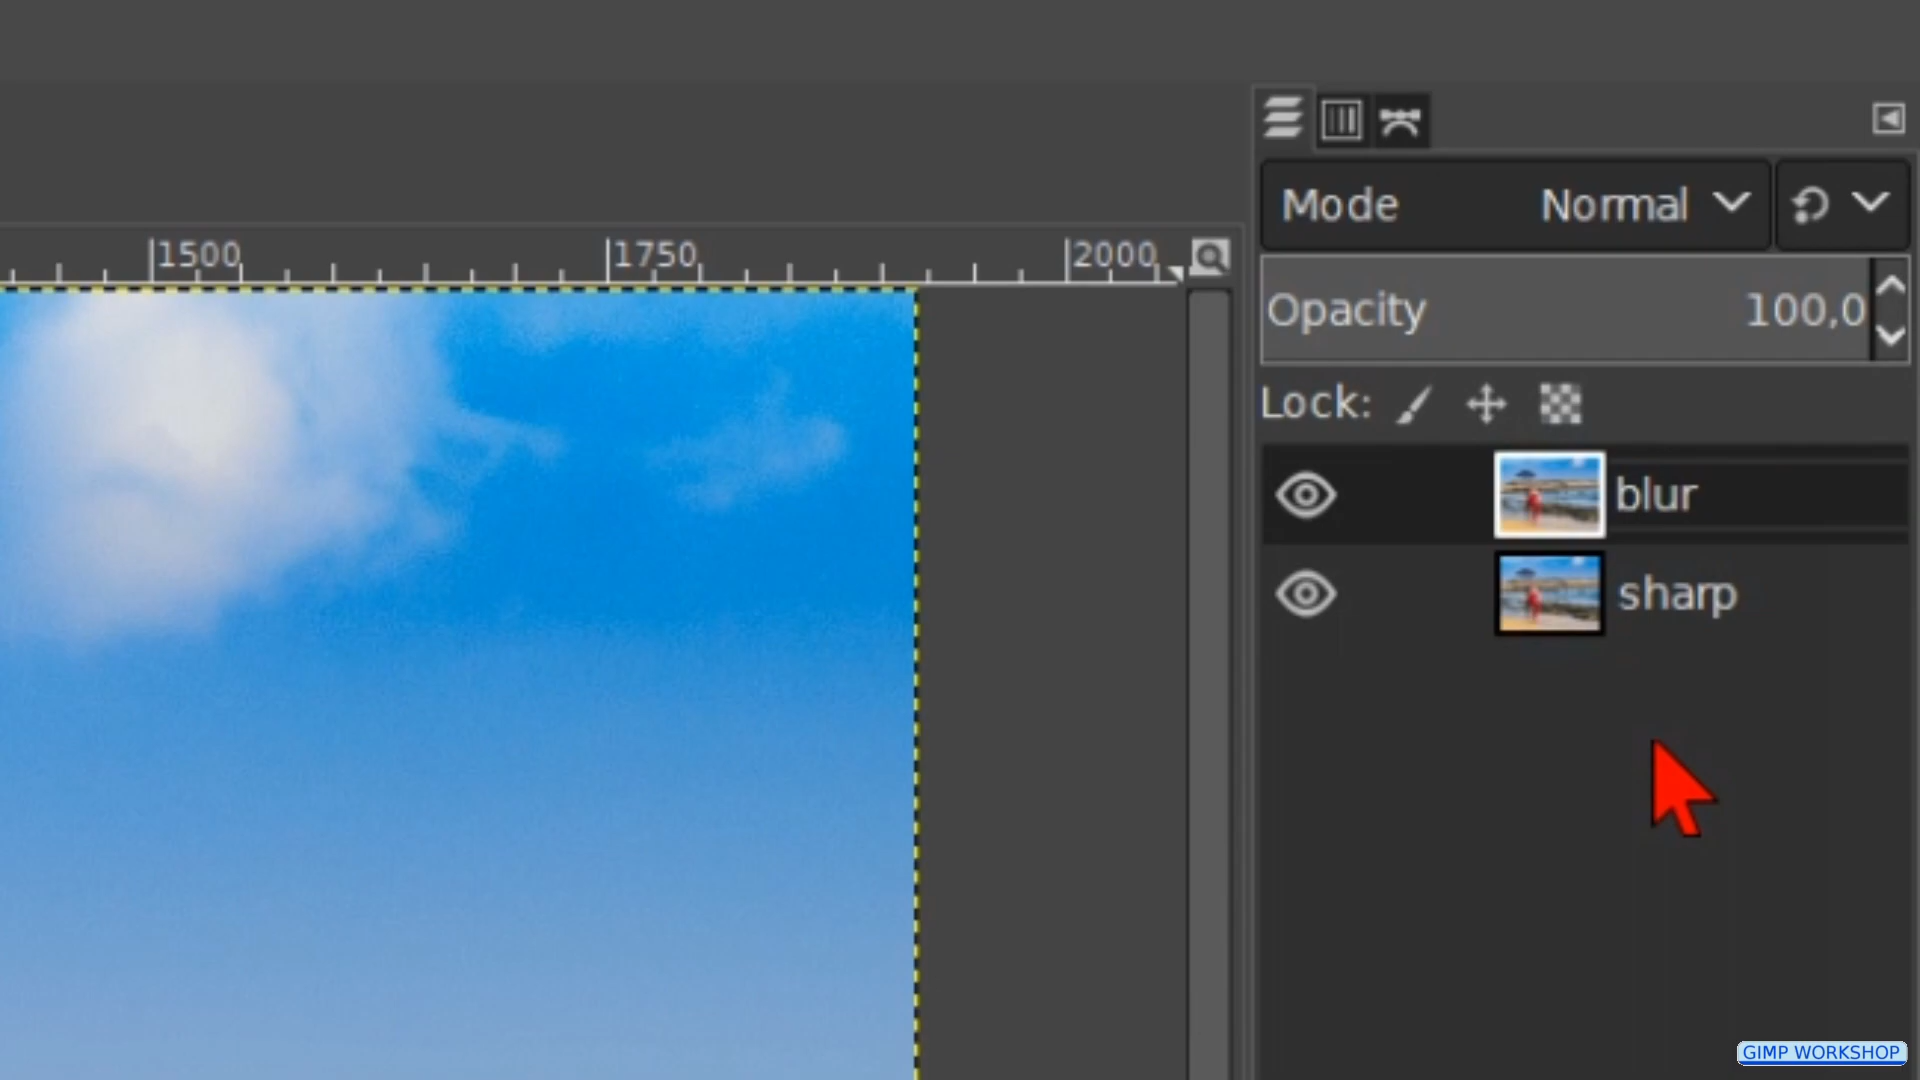 Mode Normal
1500 1750 2000
Opacity 100,0
Lock:
blur
sharp
GIMP WORKSHOP